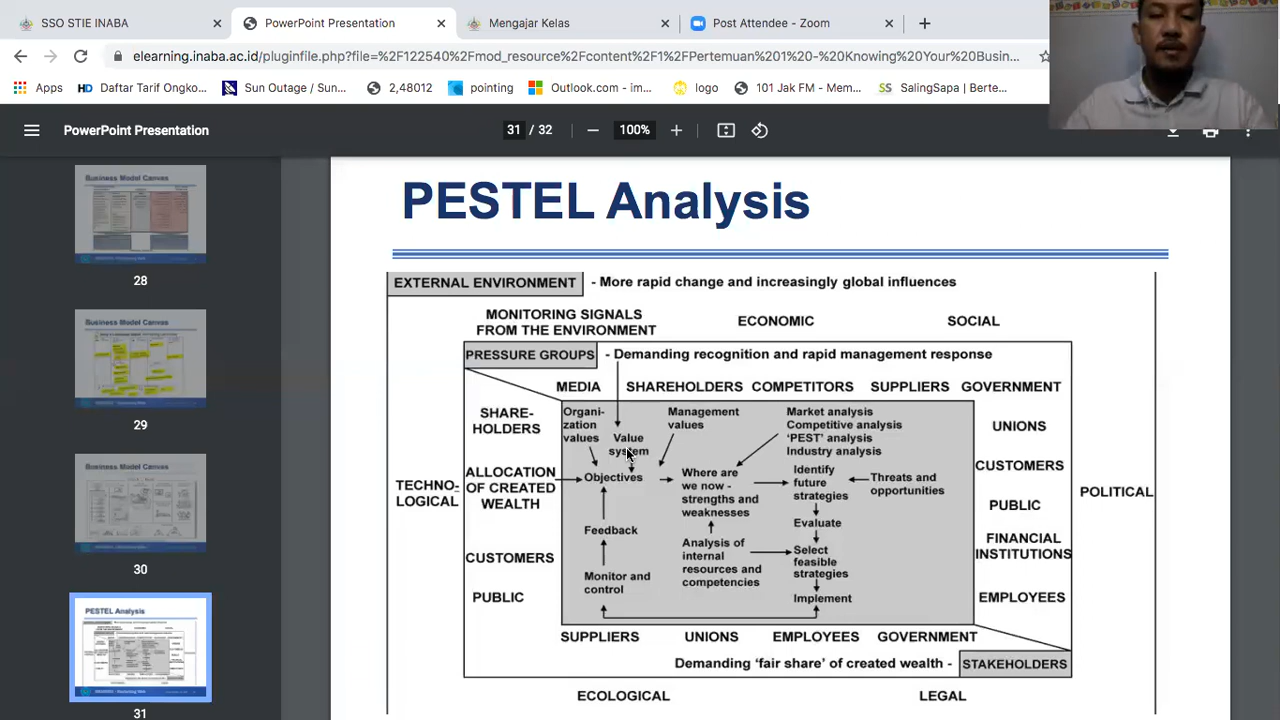 SSO STIE INABA
PowerPoint Presentation
Mengajar Kelas
Post Attendee - Zoom
elearning.inaba.ac.id/pluginfile.php?file=%2F122540%2Fmod_resource%2Fcontent%2F1%2FPertemuan%201%20-%20Knowing%20Your%20Busin...
Apps
HD Daftar Tarif Ongko...
Sun Outage / Sun...
2,48012
pointing
Outlook.com - im...
logo
101 Jak FM - Mem...
SS SalingSapa | Berte...
PowerPoint Presentation
31 / 32
100%
Business Model Canvas
28
Business Model Canvas
29
Business Model Canvas
30
PESTEL Analysis
31
PESTEL Analysis
EXTERNAL ENVIRONMENT - More rapid change and increasingly global influences
MONITORING SIGNALS
FROM THE ENVIRONMENT
ECONOMIC
SOCIAL
PRESSURE GROUPS - Demanding recognition and rapid management response
MEDIA SHAREHOLDERS COMPETITORS SUPPLIERS GOVERNMENT
SHARE-
HOLDERS
ALLOCATION
OF CREATED
WEALTH
CUSTOMERS
PUBLIC
TECHNO-
LOGICAL
Organi-
zation
values
Value
system
Management
values
Market analysis
Competitive analysis
‘PEST’ analysis
Industry analysis
Objectives
Where are
we now -
strengths and
weaknesses
Identify
future
strategies
Threats and
opportunities
Feedback
Evaluate
Analysis of
internal
resources and
competencies
Select
feasible
strategies
Monitor and
control
Implement
UNIONS
CUSTOMERS
PUBLIC
FINANCIAL
INSTITUTIONS
EMPLOYEES
POLITICAL
SUPPLIERS UNIONS EMPLOYEES GOVERNMENT
Demanding ‘fair share’ of created wealth - STAKEHOLDERS
ECOLOGICAL
LEGAL